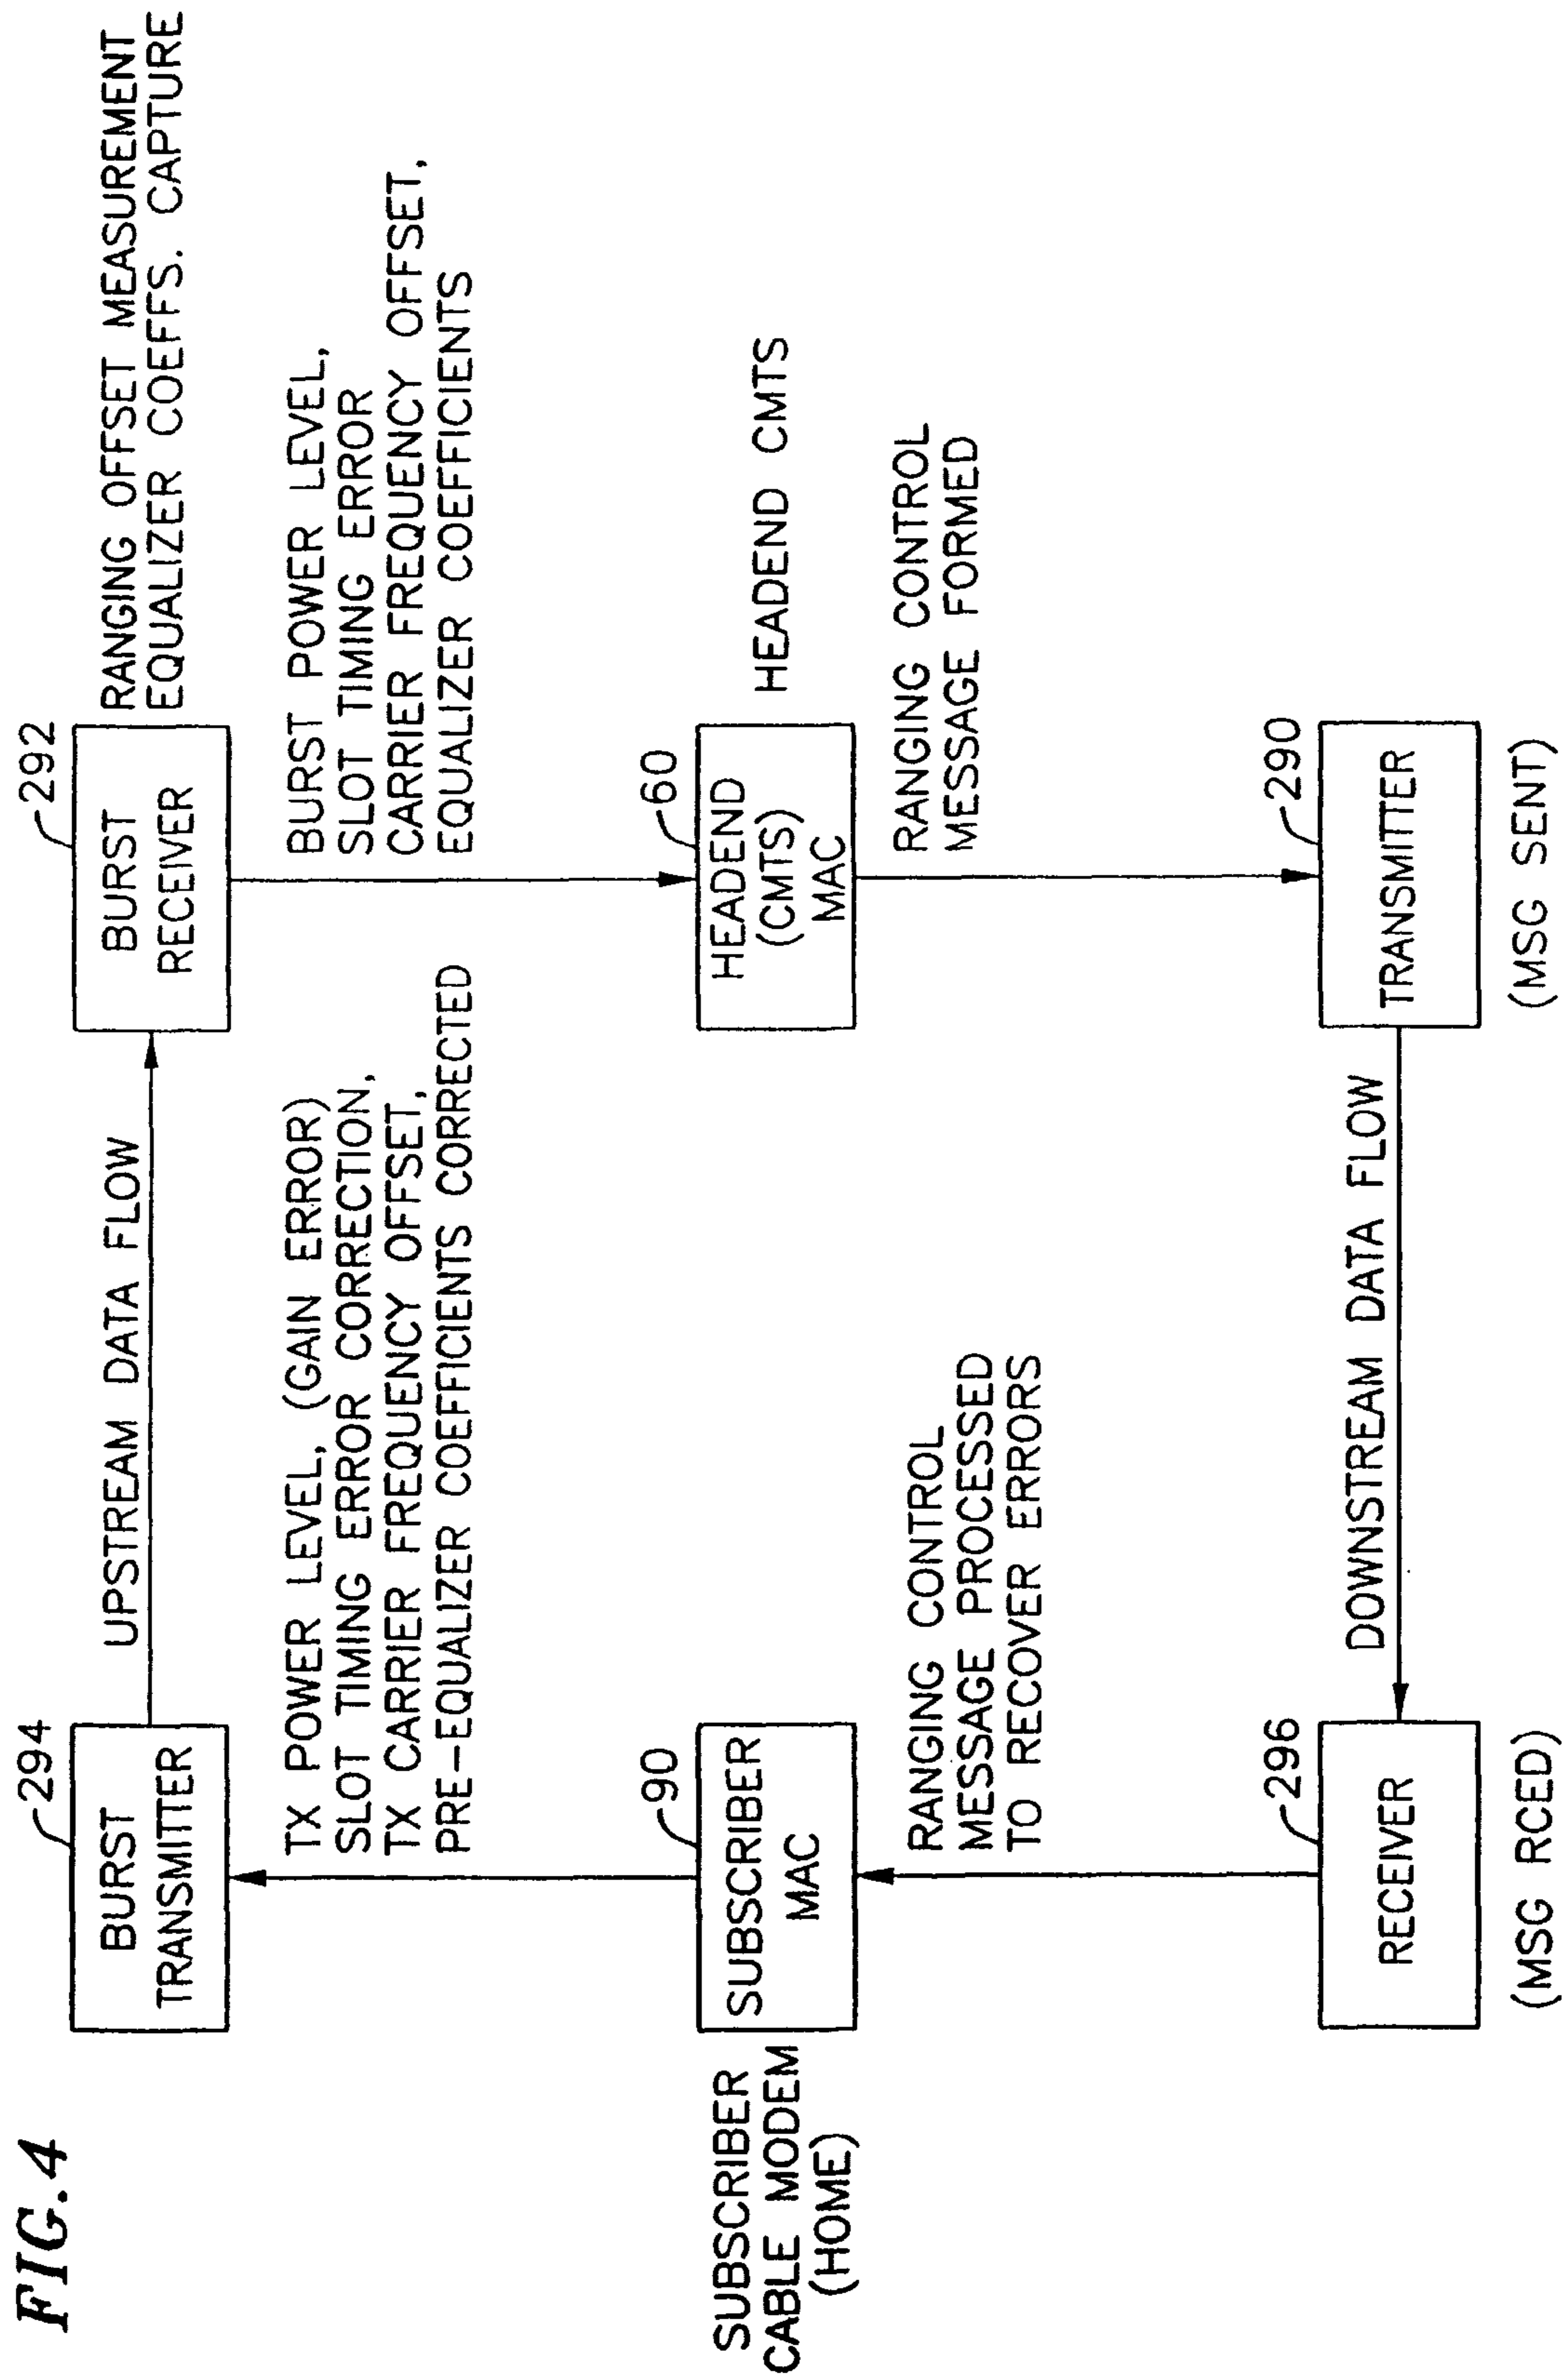 FIG.4
294
BURST
TRANSMITTER
UPSTREAM DATA FLOW
292
BURST
RECEIVER
RANGING OFFSET MEASUREMENT
EQUALIZER COEFFS. CAPTURE
TX POWER LEVEL, (GAIN ERROR)
SLOT TIMING ERROR CORRECTION,
TX CARRIER FREQUENCY OFFSET,
PRE-EQUALIZER COEFFICIENTS CORRECTED
BURST POWER LEVEL,
SLOT TIMING ERROR
CARRIER FREQUENCY OFFSET,
EQUALIZER COEFFICIENTS
SUBSCRIBER
CABLE MODEM
(HOME)
90
SUBSCRIBER
MAC
60
HEADEND
(CMTS)
MAC
HEADEND CMTS
RANGING CONTROL
MESSAGE PROCESSED
TO RECOVER ERRORS
RANGING CONTROL
MESSAGE FORMED
296
RECEIVER
(MSG RCED)
DOWNSTREAM DATA FLOW
290
TRANSMITTER
(MSG SENT)